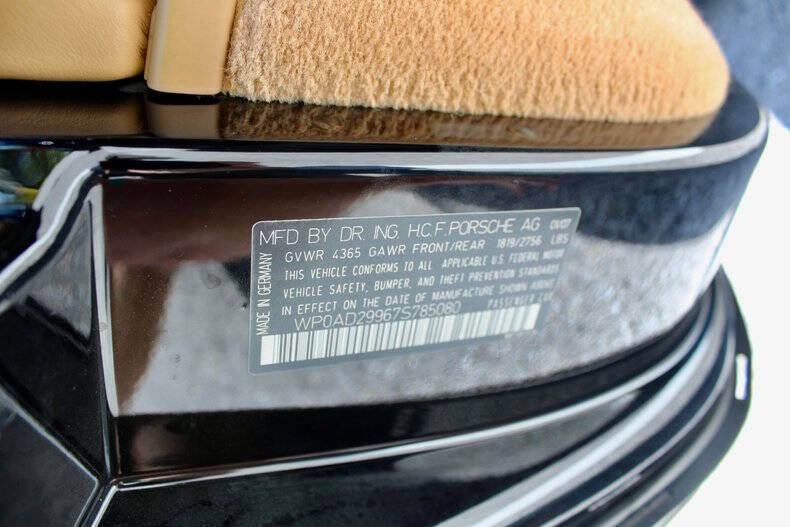 MFD BY DR. ING. H.C.F. PORSCHE AG 01/07
GVWR 4365 GAWR FRONT/REAR 1819/2756 LBS
THIS VEHICLE CONFORMS TO ALL APPLICABLE U.S. FEDERAL MOTOR
VEHICLE SAFETY, BUMPER, AND THEFT PREVENTION STANDARDS
IN EFFECT ON THE DATE OF MANUFACTURE SHOWN ABOVE
WP0AD29967S785080 PASSENGER CAR
MADE IN GERMANY